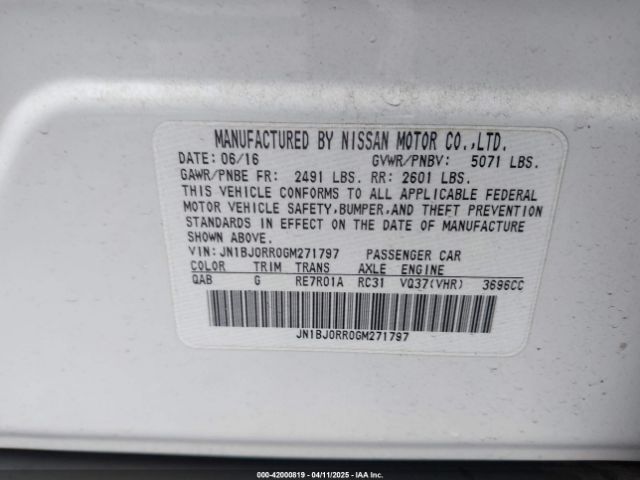 MANUFACTURED BY NISSAN MOTOR CO.,LTD.
DATE: 06/16 GVWR/PNBV: 5071 LBS.
GAWR/PNBE FR: 2491 LBS. RR: 2601 LBS.
THIS VEHICLE CONFORMS TO ALL APPLICABLE FEDERAL
MOTOR VEHICLE SAFETY,BUMPER,AND THEFT PREVENTION
STANDARDS IN EFFECT ON THE DATE OF MANUFACTURE
SHOWN ABOVE.
VIN:JN1BJ0RR0GM271797 PASSENGER CAR
COLOR TRIM TRANS AXLE ENGINE
QAB G RE7R01A RC31 VQ37(VHR) 3696CC
JN1BJ0RR0GM271797
000-42000819 - 04/11/2025 - IAA Inc.